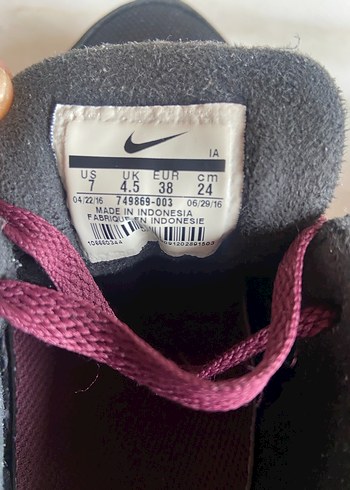 IA
US UK EUR cm
7 4.5 38 24
04/22/16 749869-003 06/29/16
MADE IN INDONESIA
FABRIQUÉ EN INDONESIE